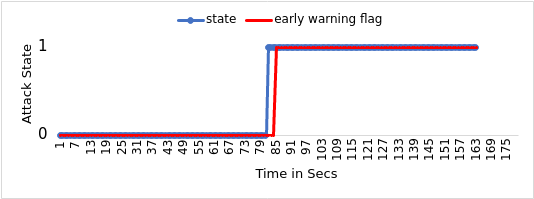 state early warning flag
1
Attack State
0
1 7 13 19 25 31 37 43 49 55 61 67 73 79 85 91 97 103 109 115 121 127 133 139 145 151 157 163 169 175
Time in Secs